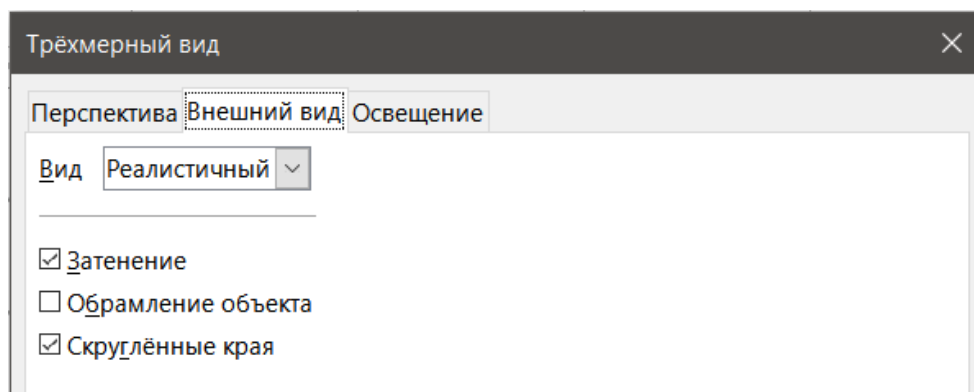 Трёхмерный вид
Перспектива Внешний вид Освещение
Вид Реалистичный
Затенение
Обрамление объекта
Скруглённые края